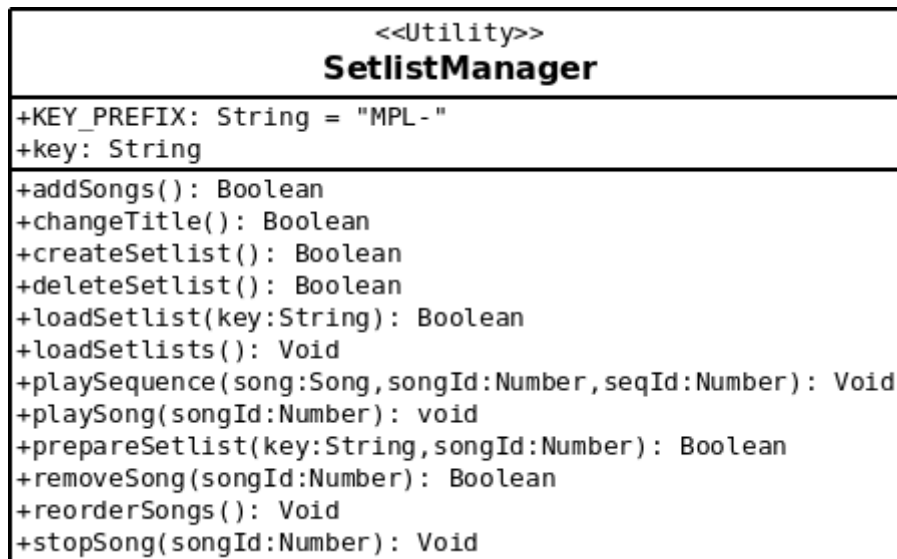 <<Utility>>
SetlistManager
+KEY_PREFIX: String = "MPL-"
+key: String
+addSongs(): Boolean
+changeTitle(): Boolean
+createSetlist(): Boolean
+deleteSetlist(): Boolean
+loadSetlist(key:String): Boolean
+loadSetlists(): Void
+playSequence(song:Song,songId:Number,seqId:Number): Void
+playSong(songId:Number): void
+prepareSetlist(key:String,songId:Number): Boolean
+removeSong(songId:Number): Boolean
+reorderSongs(): Void
+stopSong(songId:Number): Void